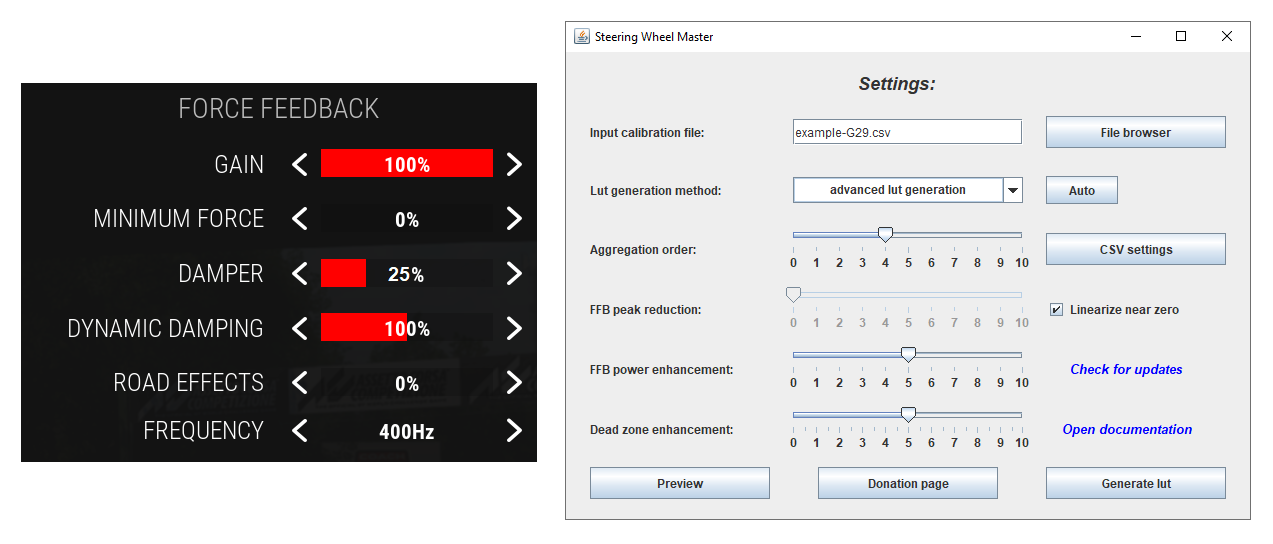 FORCE FEEDBACK
GAIN 100%
MINIMUM FORCE 0%
DAMPER 25%
DYNAMIC DAMPING 100%
ROAD EFFECTS 0%
FREQUENCY 400Hz
Steering Wheel Master
Settings:
Input calibration file: example-G29.csv File browser
Lut generation method: advanced lut generation Auto
Aggregation order: CSV settings
0 1 2 3 4 5 6 7 8 9 10
FFB peak reduction: Linearize near zero
0 1 2 3 4 5 6 7 8 9 10
FFB power enhancement: Check for updates
0 1 2 3 4 5 6 7 8 9 10
Dead zone enhancement: Open documentation
0 1 2 3 4 5 6 7 8 9 10
Preview Donation page Generate lut